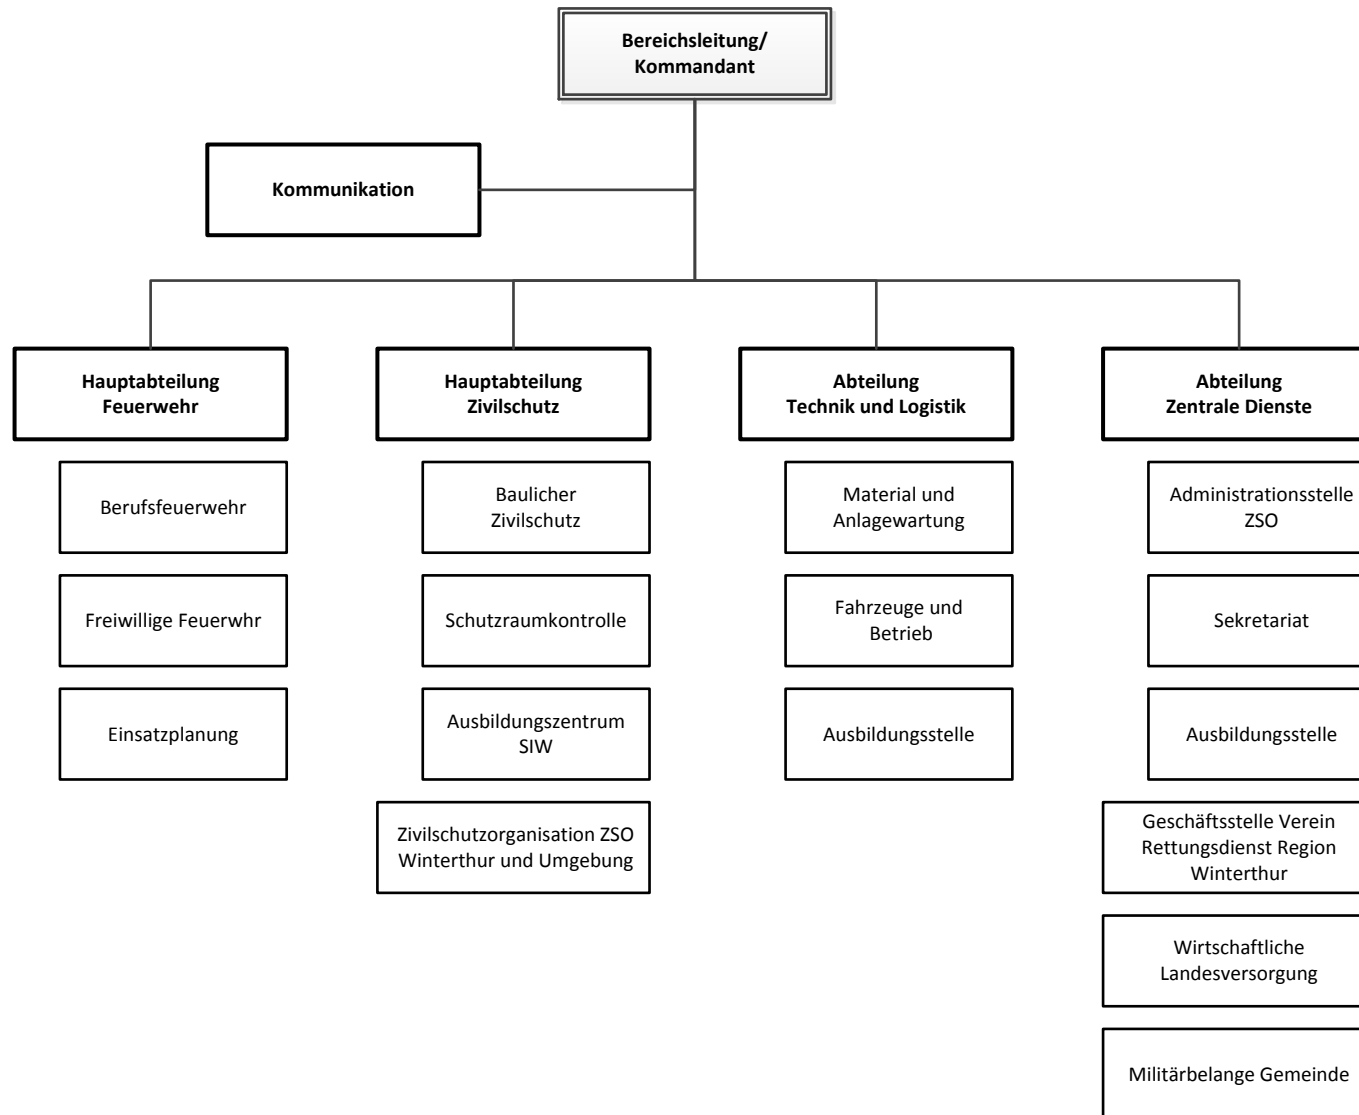 Bereichsleitung/
Kommandant
Kommunikation
Hauptabteilung
Feuerwehr
Hauptabteilung
Zivilschutz
Abteilung
Technik und Logistik
Abteilung
Zentrale Dienste
Berufsfeuerwehr
Baulicher
Zivilschutz
Material und
Anlagewartung
Administrationsstelle
ZSO
Freiwillige Feuerwhr
Schutzraumkontrolle
Fahrzeuge und
Betrieb
Sekretariat
Einsatzplanung
Ausbildungszentrum
SIW
Ausbildungsstelle
Ausbildungsstelle
Zivilschutzorganisation ZSO
Winterthur und Umgebung
Geschäftsstelle Verein
Rettungsdienst Region
Winterthur
Wirtschaftliche
Landesversorgung
Militärbelange Gemeinde